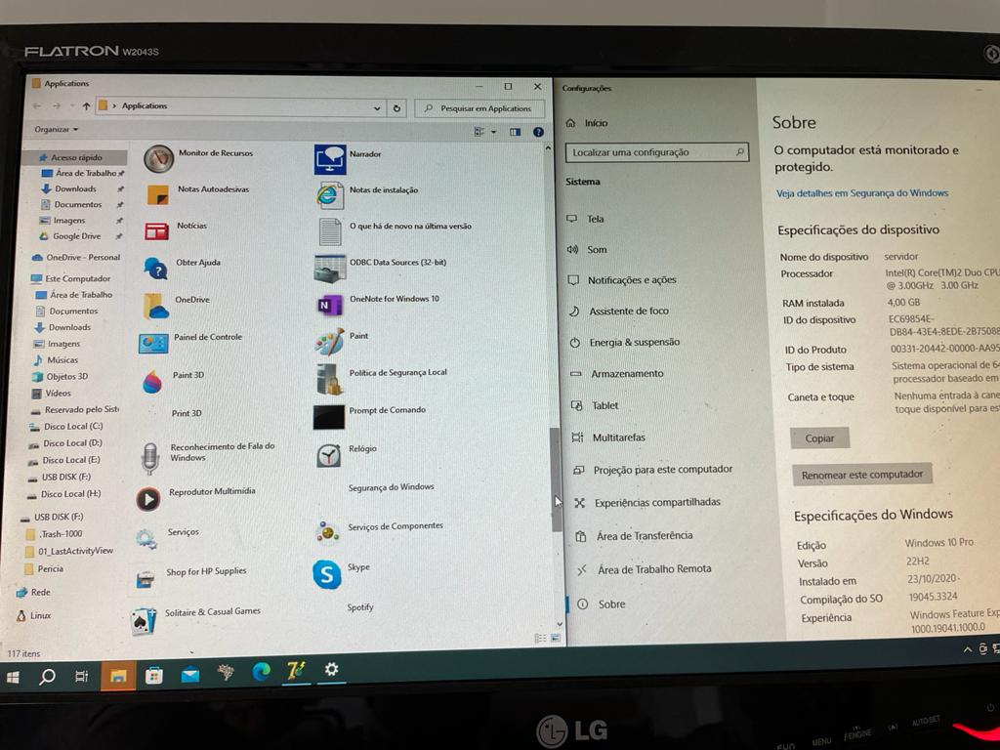 FLATRON W2043S
Applications
Applications
Pesquisar em Applications
Organizar
Acesso rápido
Área de Trabalho
Downloads
Documentos
Imagens
Google Drive
OneDrive - Personal
Este Computador
Área de Trabalho
Documentos
Downloads
Imagens
Músicas
Objetos 3D
Vídeos
Reservado pelo Siste
Disco Local (C:)
Disco Local (D:)
Disco Local (E:)
USB DISK (F:)
Disco Local (H:)
USB DISK (F:)
.Trash-1000
01_LastActivityView
Pericia
Rede
Linux
117 itens
Monitor de Recursos
Narrador
Notas Autoadesivas
Notas de instalação
Notícias
O que há de novo na última versão
Obter Ajuda
ODBC Data Sources (32-bit)
OneDrive
OneNote for Windows 10
Painel de Controle
Paint
Paint 3D
Política de Segurança Local
Print 3D
Prompt de Comando
Reconhecimento de Fala do
Windows
Relógio
Reprodutor Multimídia
Segurança do Windows
Serviços
Serviços de Componentes
Shop for HP Supplies
Skype
Solitaire & Casual Games
Spotify
Configurações
Início
Localizar uma configuração
Sistema
Tela
Som
Notificações e ações
Assistente de foco
Energia & suspensão
Armazenamento
Tablet
Multitarefas
Projeção para este computador
Experiências compartilhadas
Área de Transferência
Área de Trabalho Remota
Sobre
Sobre
O computador está monitorado e
protegido.
Veja detalhes em Segurança do Windows
Especificações do dispositivo
Nome do dispositivo servidor
Processador Intel(R) Core(TM)2 Duo CPU
@ 3.00GHz 3.00 GHz
RAM instalada 4,00 GB
ID do dispositivo EC69854E-
DB84-43E4-8EDE-2B75088
ID do Produto 00331-20442-00000-AA95
Tipo de sistema Sistema operacional de 64
processador baseado em
Caneta e toque Nenhuma entrada à cane
toque disponível para es
Copiar
Renomear este computador
Especificações do Windows
Edição Windows 10 Pro
Versão 22H2
Instalado em 23/10/2020
Compilação do SO 19045.3324
Experiência Windows Feature Exp
1000.19041.1000.0
LG
FUN MENU F.ENGINE AUTO/SET